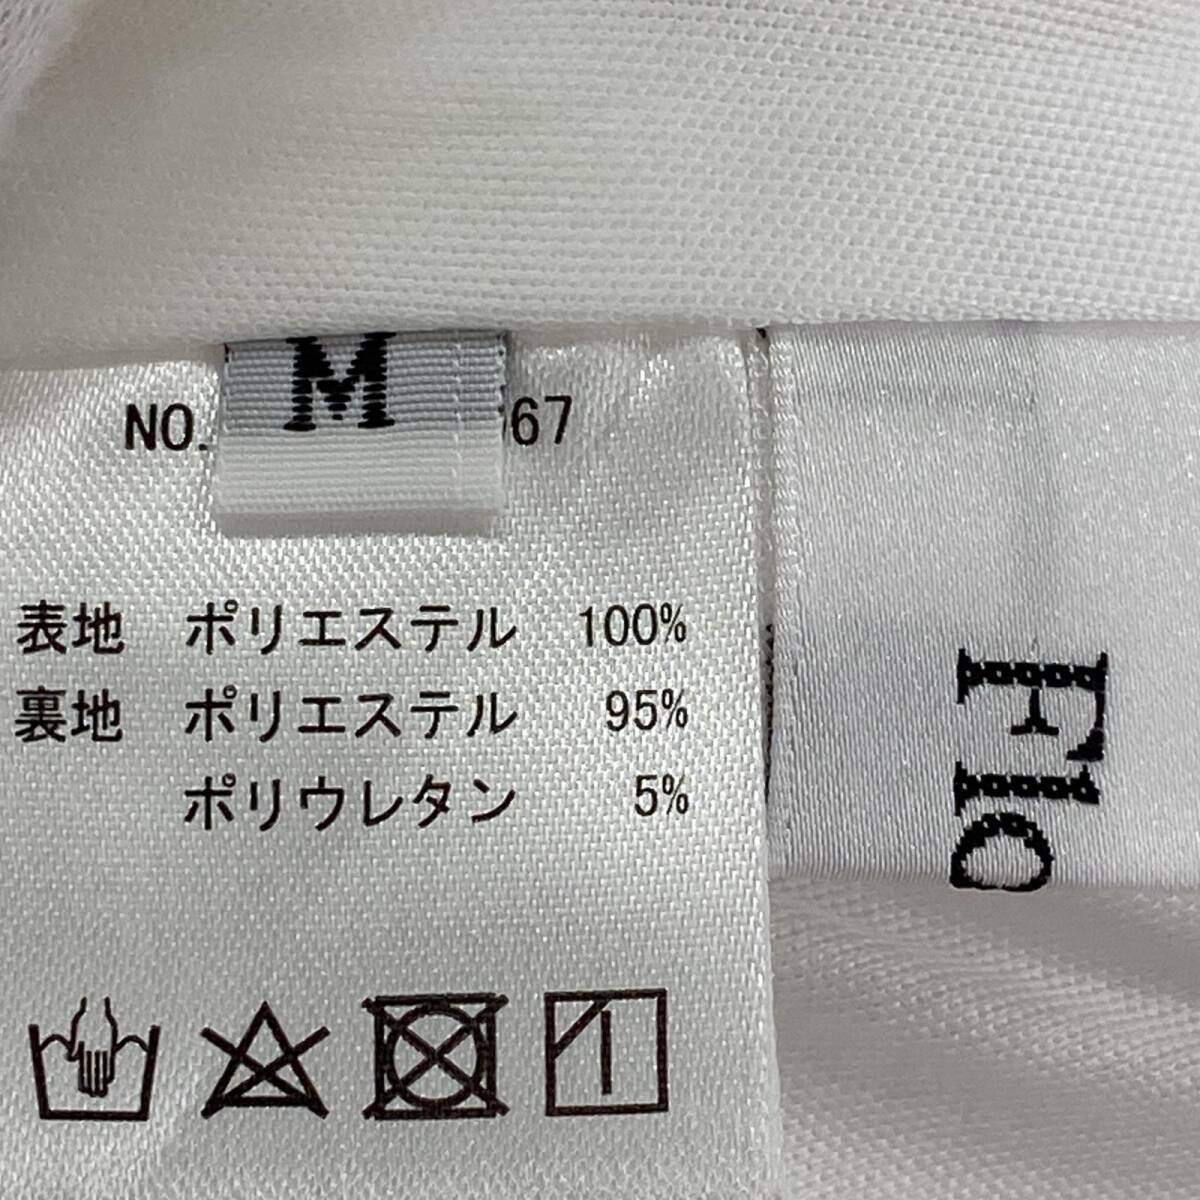 M
NO. 67
表地 ポリエステル 100%
裏地 ポリエステル 95%
ポリウレタン 5%